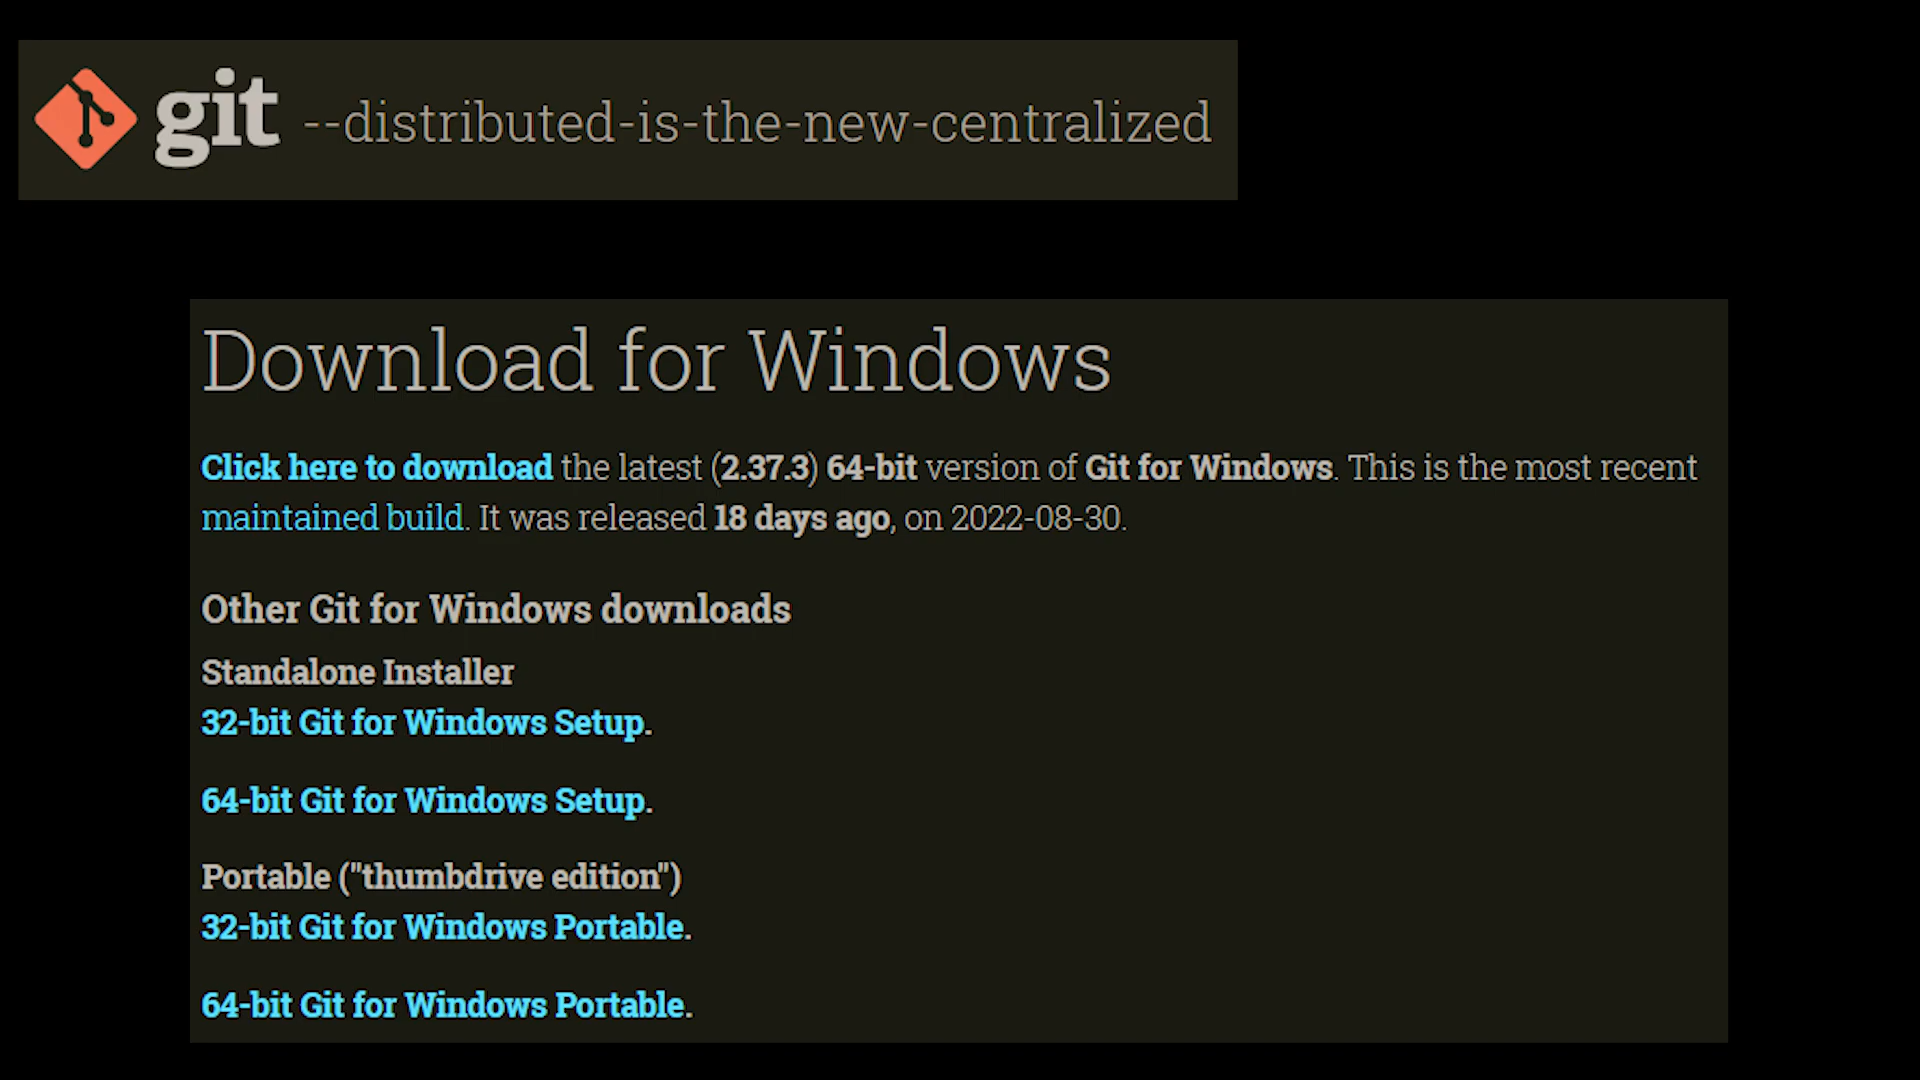 git --distributed-is-the-new-centralized
Download for Windows
Click here to download the latest (2.37.3) 64-bit version of Git for Windows. This is the most recent
maintained build. It was released 18 days ago, on 2022-08-30.
Other Git for Windows downloads
Standalone Installer
32-bit Git for Windows Setup.
64-bit Git for Windows Setup.
Portable ("thumbdrive edition")
32-bit Git for Windows Portable.
64-bit Git for Windows Portable.